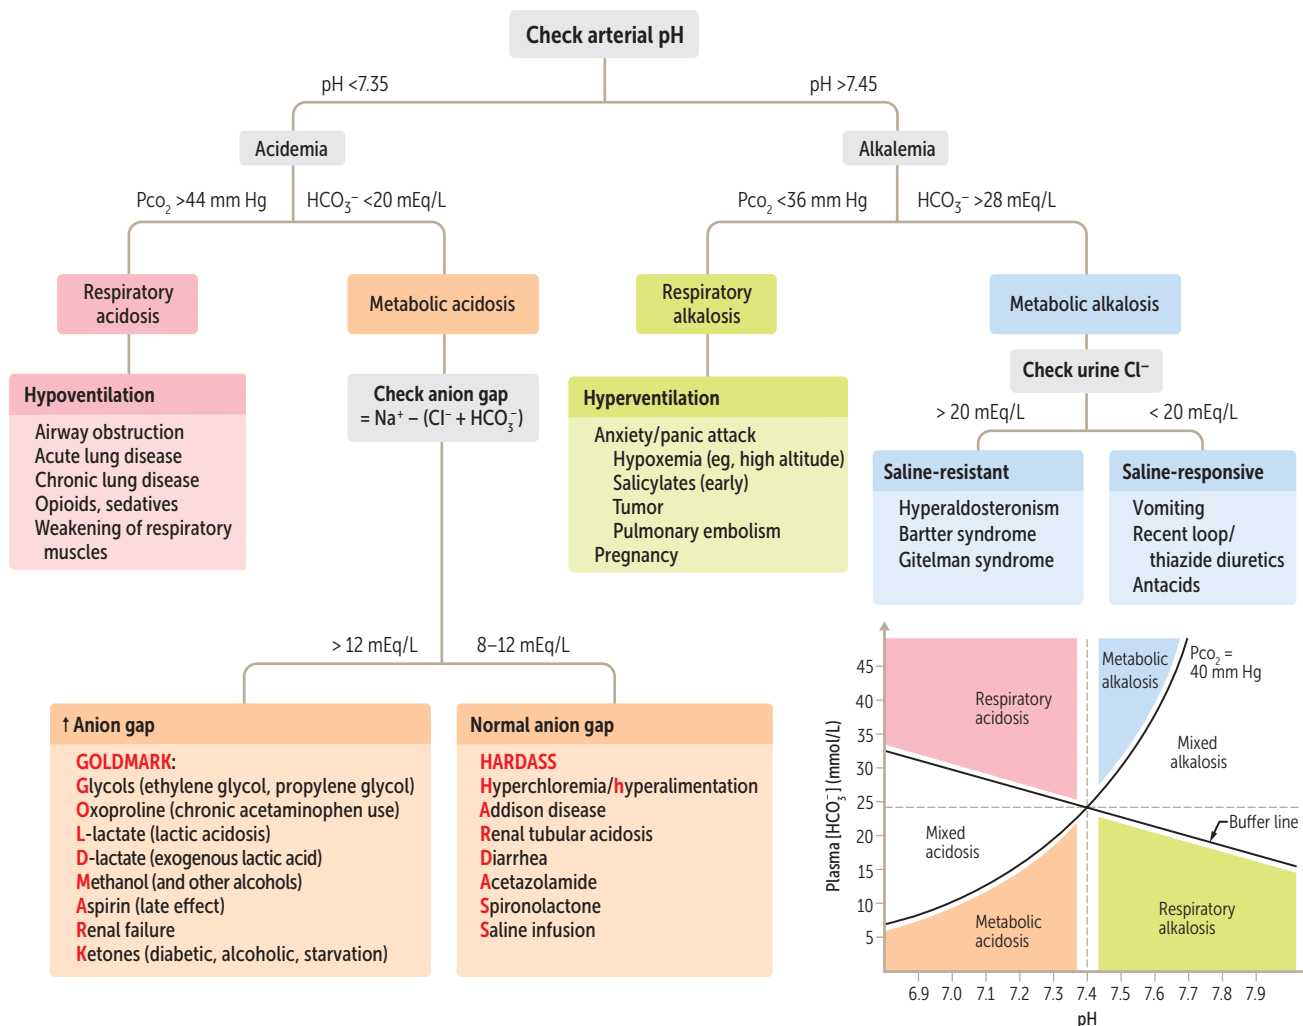 Check arterial pH
pH <7.35
pH >7.45
Acidemia
Alkalemia
Pco₂ >44 mm Hg
HCO₃⁻ <20 mEq/L
Pco₂ <36 mm Hg
HCO₃⁻ >28 mEq/L
Respiratory
acidosis
Metabolic acidosis
Respiratory
alkalosis
Metabolic alkalosis
Hypoventilation
Airway obstruction
Acute lung disease
Chronic lung disease
Opioids, sedatives
Weakening of respiratory
muscles
Check anion gap
= Na⁺ – (Cl⁻ + HCO₃⁻)
Hyperventilation
Anxiety/panic attack
Hypoxemia (eg, high altitude)
Salicylates (early)
Tumor
Pulmonary embolism
Pregnancy
Check urine Cl⁻
> 20 mEq/L
< 20 mEq/L
Saline-resistant
Hyperaldosteronism
Bartter syndrome
Gitelman syndrome
Saline-responsive
Vomiting
Recent loop/
thiazide diuretics
Antacids
> 12 mEq/L
8–12 mEq/L
↑ Anion gap
GOLDMARK:
Glycols (ethylene glycol, propylene glycol)
Oxoproline (chronic acetaminophen use)
L-lactate (lactic acidosis)
D-lactate (exogenous lactic acid)
Methanol (and other alcohols)
Aspirin (late effect)
Renal failure
Ketones (diabetic, alcoholic, starvation)
Normal anion gap
HARDASS
Hyperchloremia/hyperalimentation
Addison disease
Renal tubular acidosis
Diarrhea
Acetazolamide
Spironolactone
Saline infusion
Plasma [HCO₃⁻] (mmol/L)
45
40
35
30
25
20
15
10
5
Respiratory
acidosis
Metabolic
alkalosis
Pco₂ =
40 mm Hg
Mixed
alkalosis
Mixed
acidosis
Buffer line
Metabolic
acidosis
Respiratory
alkalosis
6.9 7.0 7.1 7.2 7.3 7.4 7.5 7.6 7.7 7.8 7.9
pH